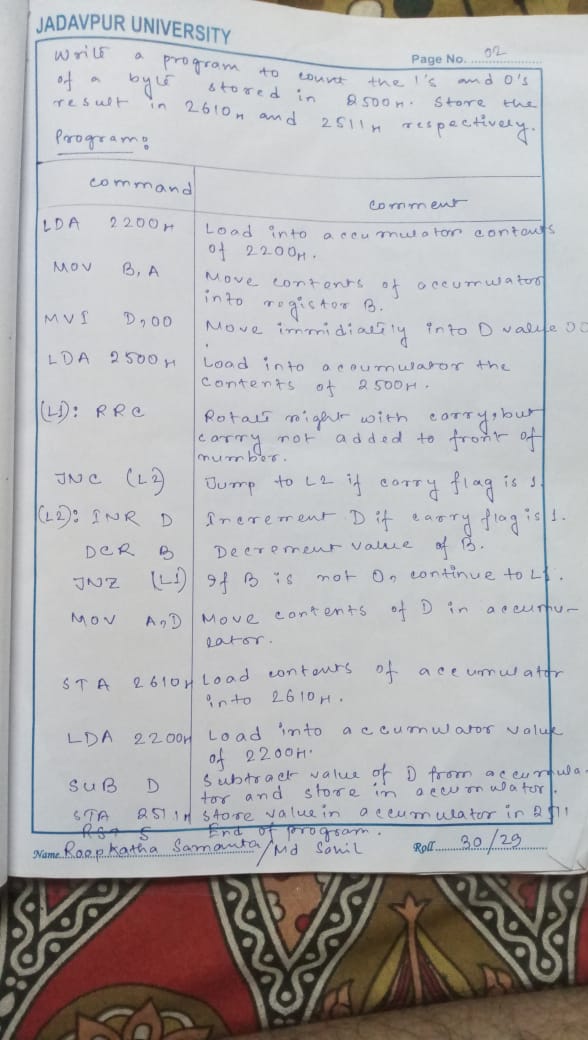 JADAVPUR UNIVERSITY
Page No. 02
Write a program to count the 1's and 0's
of a byte stored in 2500H. Store the
result in 2610H and 2511H respectively.
Program:
command comment
LDA 2200H Load into accumulator contents
of 2200H.
MOV B, A Move contents of accumulator
into register B.
MVI D,00 Move immidiately into D value 00
LDA 2500H Load into accumulator the
contents of 2500H.
(L1): RRC Rotate right with carry, but
carry not added to front of
number.
JNC (L2) Jump to L2 if carry flag is 1.
(L2): INR D Increment D if carry flag is 1.
DCR B Decrement value of B.
JNZ (L1) If B is not 0, continue to L1.
MOV A,D Move contents of D in accumu-
lator.
STA 2610H Load contents of accumulator
into 2610H.
LDA 2200H Load into accumulator value
of 2200H.
SUB D Subtract value of D from accumula-
tor and store in accumulator.
STA 2511H store value in accumulator in 2511
RST 5 End of program.
Name Roopkatha Samanta/Md Sahil Roll 30/29